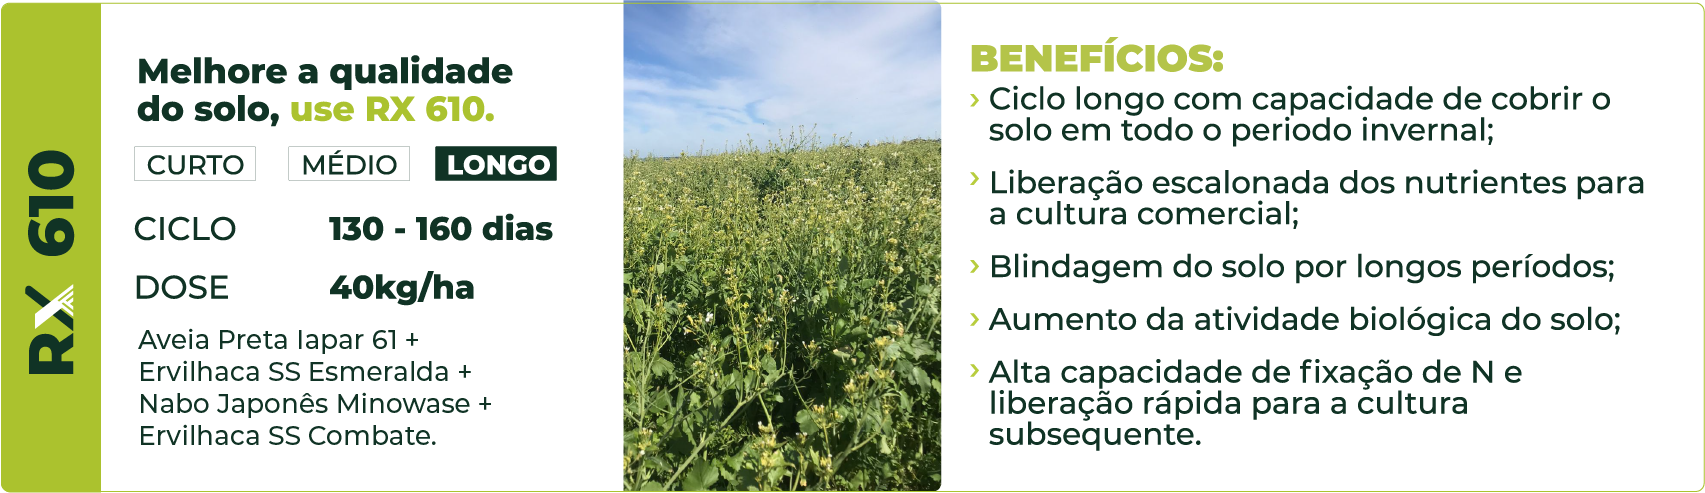 RX 610
Melhore a qualidade
do solo, use RX 610.
CURTO MÉDIO LONGO
CICLO 130 - 160 dias
DOSE 40kg/ha
Aveia Preta Iapar 61 +
Ervilhaca SS Esmeralda +
Nabo Japonês Minowase +
Ervilhaca SS Combate.
BENEFÍCIOS:
› Ciclo longo com capacidade de cobrir o
solo em todo o periodo invernal;
› Liberação escalonada dos nutrientes para
a cultura comercial;
› Blindagem do solo por longos períodos;
› Aumento da atividade biológica do solo;
› Alta capacidade de fixação de N e
liberação rápida para a cultura
subsequente.